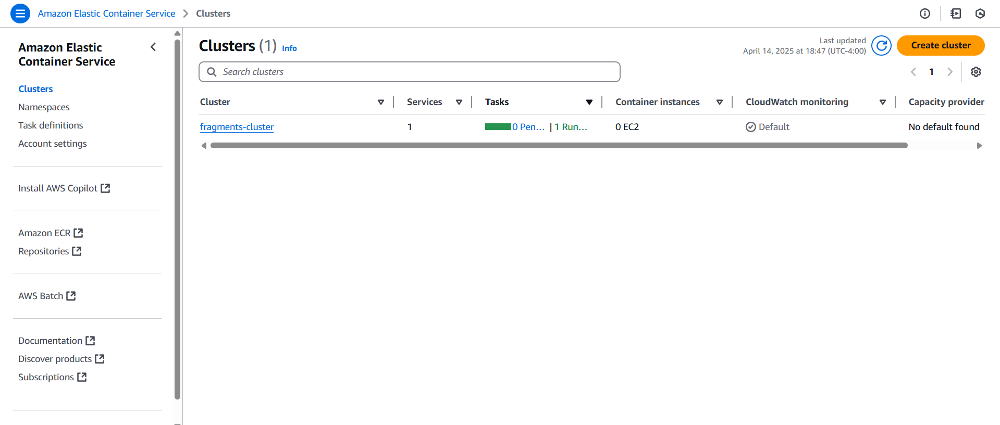 Amazon Elastic Container Service > Clusters
Amazon Elastic
Container Service
Clusters
Namespaces
Task definitions
Account settings
Install AWS Copilot
Amazon ECR
Repositories
AWS Batch
Documentation
Discover products
Subscriptions
Clusters (1) Info
Last updated
April 14, 2025 at 18:47 (UTC-4:00)
Create cluster
Search clusters
1
Cluster Services Tasks Container instances CloudWatch monitoring Capacity provider
fragments-cluster 1 0 Pen... | 1 Run... 0 EC2 Default No default found